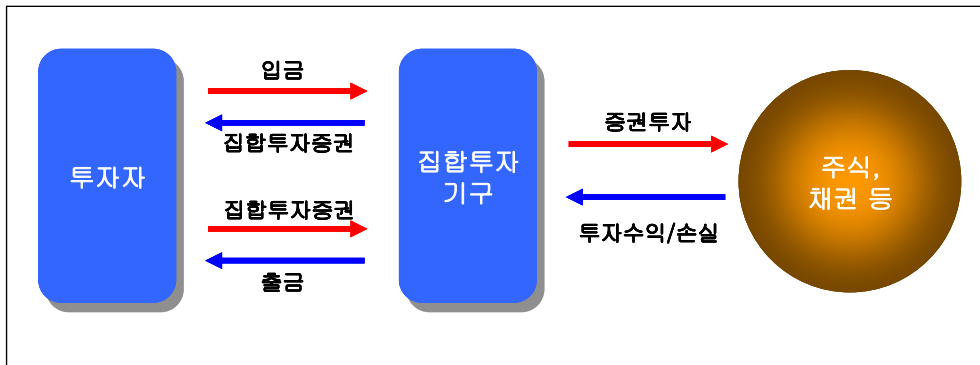 투자자
입금
집합투자증권
집합투자증권
출금
집합투자
기구
증권투자
투자수익/손실
주식,
채권 등